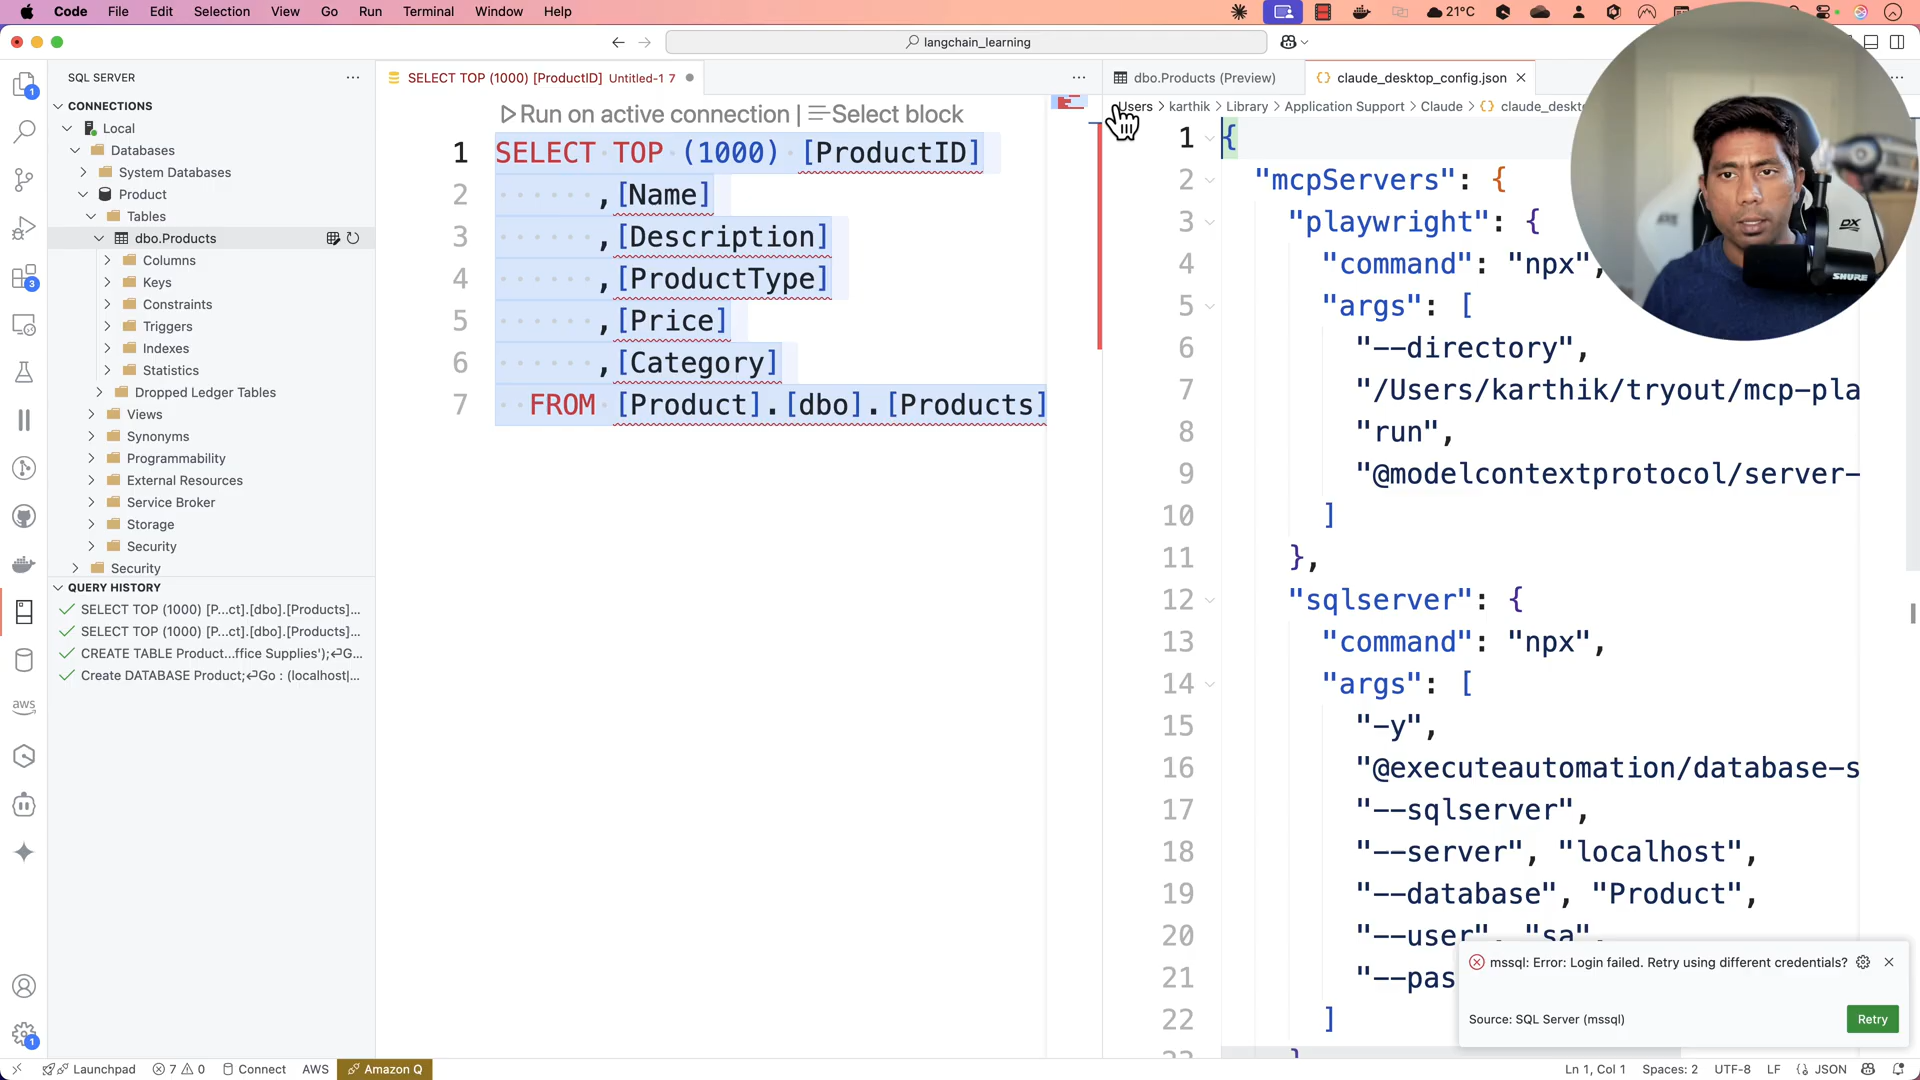 Code File Edit Selection View Go Run Terminal Window Help
21°C
langchain_learning
SQL SERVER
CONNECTIONS
Local
Databases
System Databases
Product
Tables
dbo.Products
Columns
Keys
Constraints
Triggers
Indexes
Statistics
Dropped Ledger Tables
Views
Synonyms
Programmability
External Resources
Service Broker
Storage
Security
Security
QUERY HISTORY
SELECT TOP (1000) [P...ct].[dbo].[Products]...
SELECT TOP (1000) [P...ct].[dbo].[Products]...
CREATE TABLE Product...ffice Supplies');↵G...
Create DATABASE Product;↵Go : (localhost|...
SELECT TOP (1000) [ProductID] Untitled-1 7
Run on active connection | Select block
1 SELECT TOP (1000) [ProductID]
2 ,[Name]
3 ,[Description]
4 ,[ProductType]
5 ,[Price]
6 ,[Category]
7 FROM [Product].[dbo].[Products]
dbo.Products (Preview)
{} claude_desktop_config.json
Users > karthik > Library > Application Support > Claude > {} claude_deskt
1 {
2 "mcpServers": {
3 "playwright": {
4 "command": "npx",
5 "args": [
6 "--directory",
7 "/Users/karthik/tryout/mcp-pla
8 "run",
9 "@modelcontextprotocol/server-
10 ]
11 },
12 "sqlserver": {
13 "command": "npx",
14 "args": [
15 "-y",
16 "@executeautomation/database-s
17 "--sqlserver",
18 "--server", "localhost",
19 "--database", "Product",
20 "--user", "sa",
21 "--pas
22 ]
23 }
mssql: Error: Login failed. Retry using different credentials?
Source: SQL Server (mssql)
Retry
1
3
aws
1
DX
SHURE
Launchpad 7 0 Connect AWS Amazon Q
Ln 1, Col 1 Spaces: 2 UTF-8 LF {} JSON